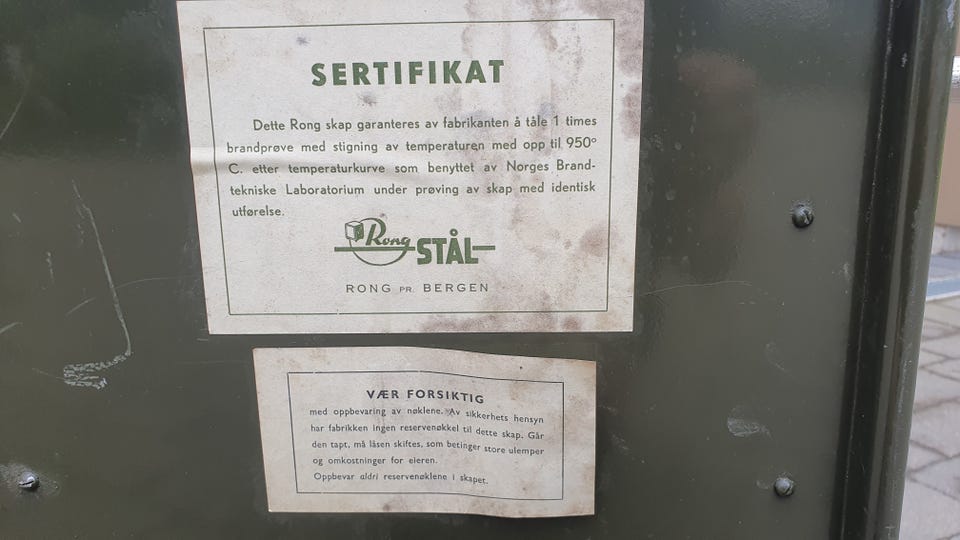 SERTIFIKAT
Dette Rong skap garanteres av fabrikanten å tåle 1 times
brandprøve med stigning av temperaturen med opp til 950°
C. etter temperaturkurve som benyttet av Norges Brand-
tekniske Laboratorium under prøving av skap med identisk
utførelse.
Rong STÅL
RONG PR. BERGEN
VÆR FORSIKTIG
med oppbevaring av nøklene. Av sikkerhets hensyn
har fabrikken ingen reservenøkkel til dette skap. Går
den tapt, må låsen skiftes, som betinger store ulemper
og omkostninger for eieren.
Oppbevar aldri reservenøklene i skapet.